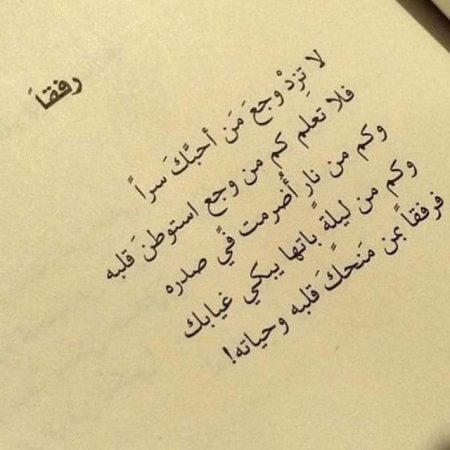 رفقاً
لا تزِدْ وجعَ مَن أحبَّكَ سراً
فلا تعلم كم من وجع استوطنَ قلبه
وكم من نارٍ أُضرمت في صدره
وكم من ليلةً باتها يبكي غيابك
فرفقاً بمن مَنحكَ قلبه وحياته!